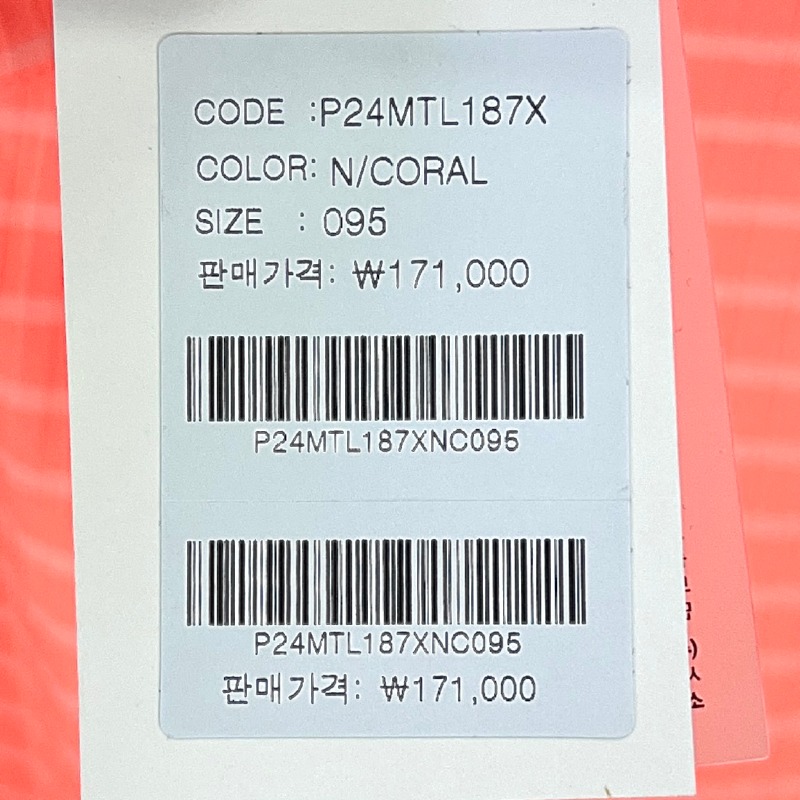 CODE :P24MTL187X
COLOR: N/CORAL
SIZE : 095
판매가격: ₩171,000
P24MTL187XNC095
P24MTL187XNC095
판매가격: ₩171,000